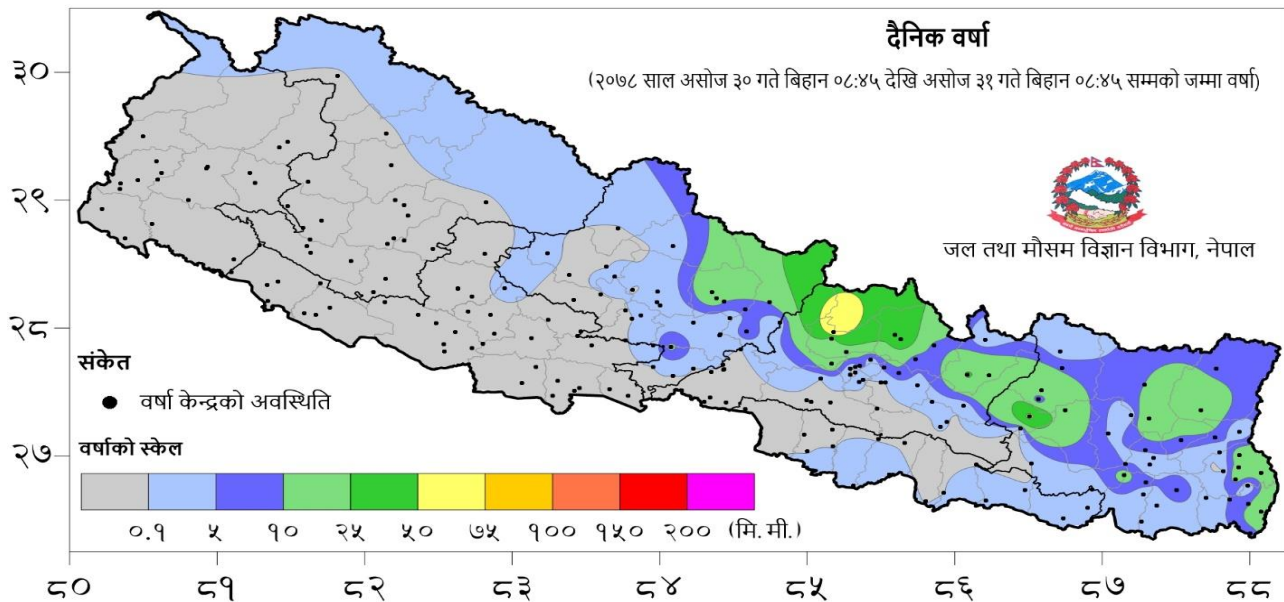 दैनिक वर्षा
(२०७८ साल असोज ३० गते बिहान ०८:४५ देखि असोज ३१ गते बिहान ०८:४५ सम्मको जम्मा वर्षा)
३०
२९
२८
२७
जल तथा मौसम विज्ञान विभाग, नेपाल
संकेत
वर्षा केन्द्रको अवस्थिति
वर्षाको स्केल
०.१ ५ १० २५ ५० ७५ १०० १५० २०० (मि. मी.)
८० ८१ ८२ ८३ ८४ ८५ ८६ ८७ ८८